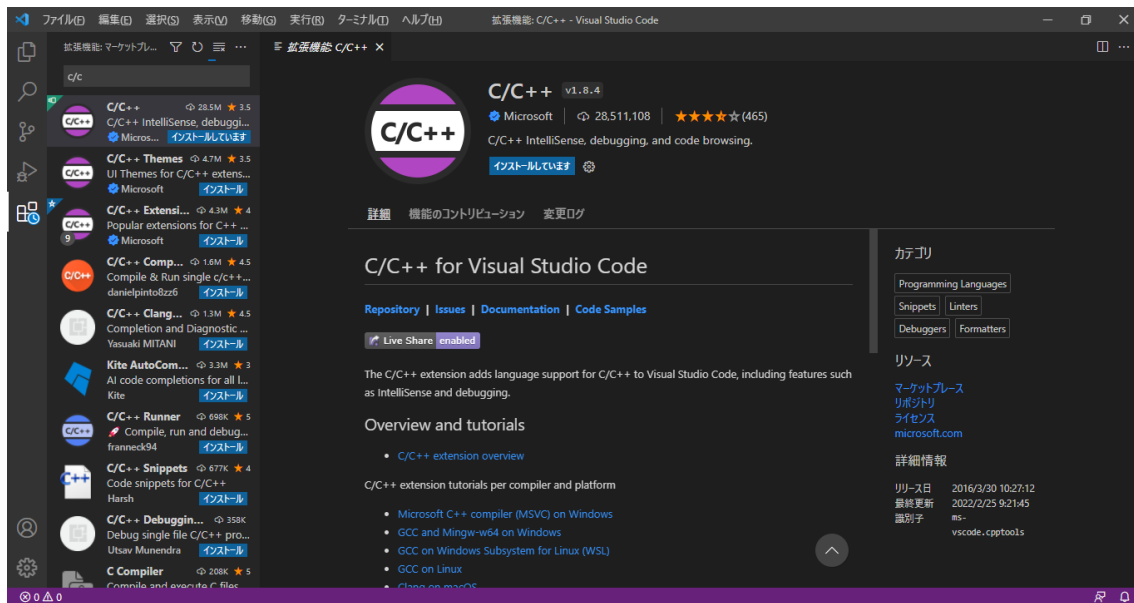 ファイル(F) 編集(E) 選択(S) 表示(V) 移動(G) 実行(R) ターミナル(T) ヘルプ(H) 拡張機能: C/C++ - Visual Studio Code
拡張機能: マーケットプレ...
c/c
C/C++ 28.5M 3.5
C/C++ IntelliSense, debuggi...
Micros... インストールしています
C/C++ Themes 4.7M 3.5
UI Themes for C/C++ extens...
Microsoft インストール
C/C++ Extensi... 4.3M 4
Popular extensions for C++ ...
9 Microsoft インストール
C/C++ Comp... 1.6M 4.5
Compile & Run single c/c++...
danielpinto8zz6 インストール
C/C++ Clang... 1.3M 4.5
Completion and Diagnostic ...
Yasuaki MITANI インストール
Kite AutoCom... 3.3M 3
AI code completions for all l...
Kite インストール
C/C++ Runner 698K 5
🚀 Compile, run and debug...
franneck94 インストール
C/C++ Snippets 677K 4
Code snippets for C/C++
Harsh インストール
C/C++ Debuggin... 358K
Debug single file C/C++ pro...
Utsav Munendra インストール
C Compiler 208K 5
Compile and execute C files
拡張機能: C/C++
C/C++
C/C++ v1.8.4
Microsoft 28,511,108 (465)
C/C++ IntelliSense, debugging, and code browsing.
インストールしています
詳細 機能のコントリビューション 変更ログ
C/C++ for Visual Studio Code
Repository | Issues | Documentation | Code Samples
Live Share enabled
The C/C++ extension adds language support for C/C++ to Visual Studio Code, including features such
as IntelliSense and debugging.
Overview and tutorials
• C/C++ extension overview
C/C++ extension tutorials per compiler and platform
• Microsoft C++ compiler (MSVC) on Windows
• GCC and Mingw-w64 on Windows
• GCC on Windows Subsystem for Linux (WSL)
• GCC on Linux
• Clang on macOS
カテゴリ
Programming Languages
Snippets Linters
Debuggers Formatters
リソース
マーケットプレース
リポジトリ
ライセンス
microsoft.com
詳細情報
リリース日 2016/3/30 10:27:12
最終更新 2022/2/25 9:21:45
識別子 ms-
vscode.cpptools
0 0